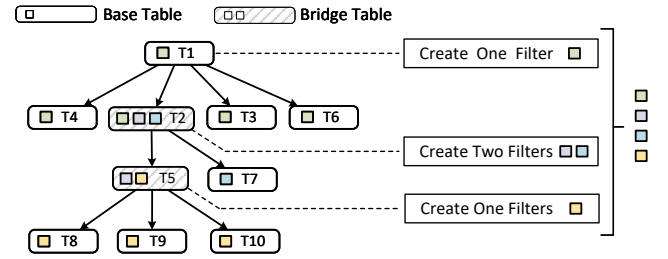 Base Table Bridge Table
T1 Create One Filter
T4 T2 T3 T6
Create Two Filters
T5 T7
Create One Filters
T8 T9 T10